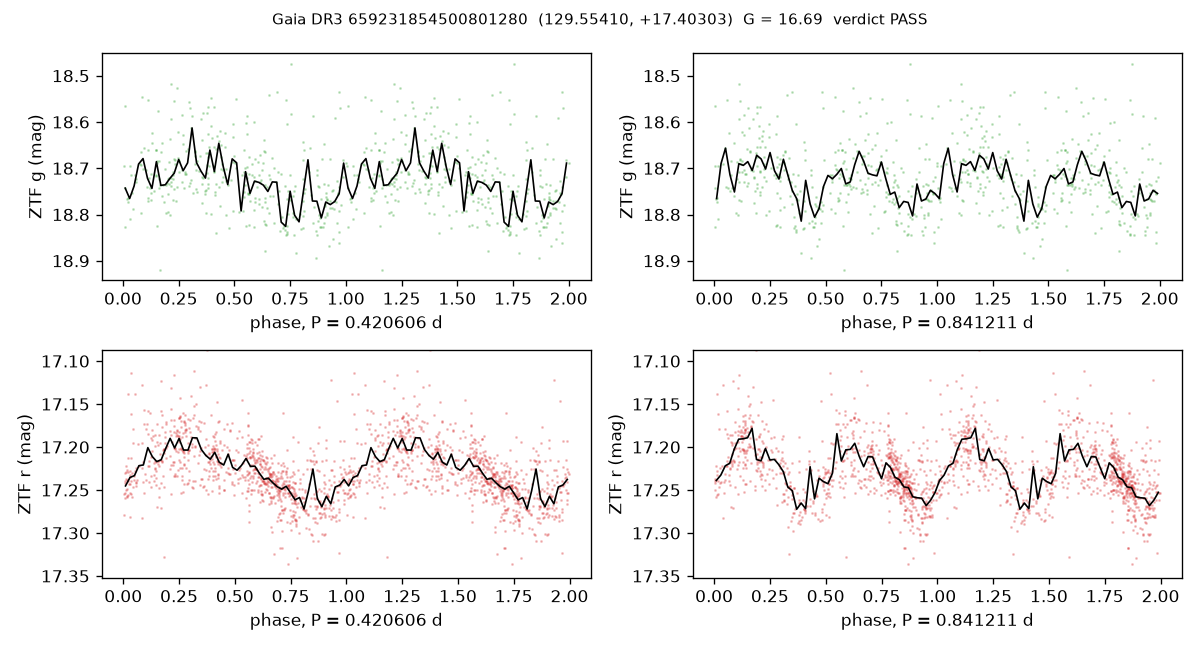 Gaia DR3 659231854500801280 (129.55410, +17.40303) G = 16.69 verdict PASS
ZTF g (mag)
18.5
18.6
18.7
18.8
18.9
0.00 0.25 0.50 0.75 1.00 1.25 1.50 1.75 2.00
phase, P = 0.420606 d
ZTF g (mag)
18.5
18.6
18.7
18.8
18.9
0.00 0.25 0.50 0.75 1.00 1.25 1.50 1.75 2.00
phase, P = 0.841211 d
ZTF r (mag)
17.10
17.15
17.20
17.25
17.30
17.35
0.00 0.25 0.50 0.75 1.00 1.25 1.50 1.75 2.00
phase, P = 0.420606 d
ZTF r (mag)
17.10
17.15
17.20
17.25
17.30
17.35
0.00 0.25 0.50 0.75 1.00 1.25 1.50 1.75 2.00
phase, P = 0.841211 d